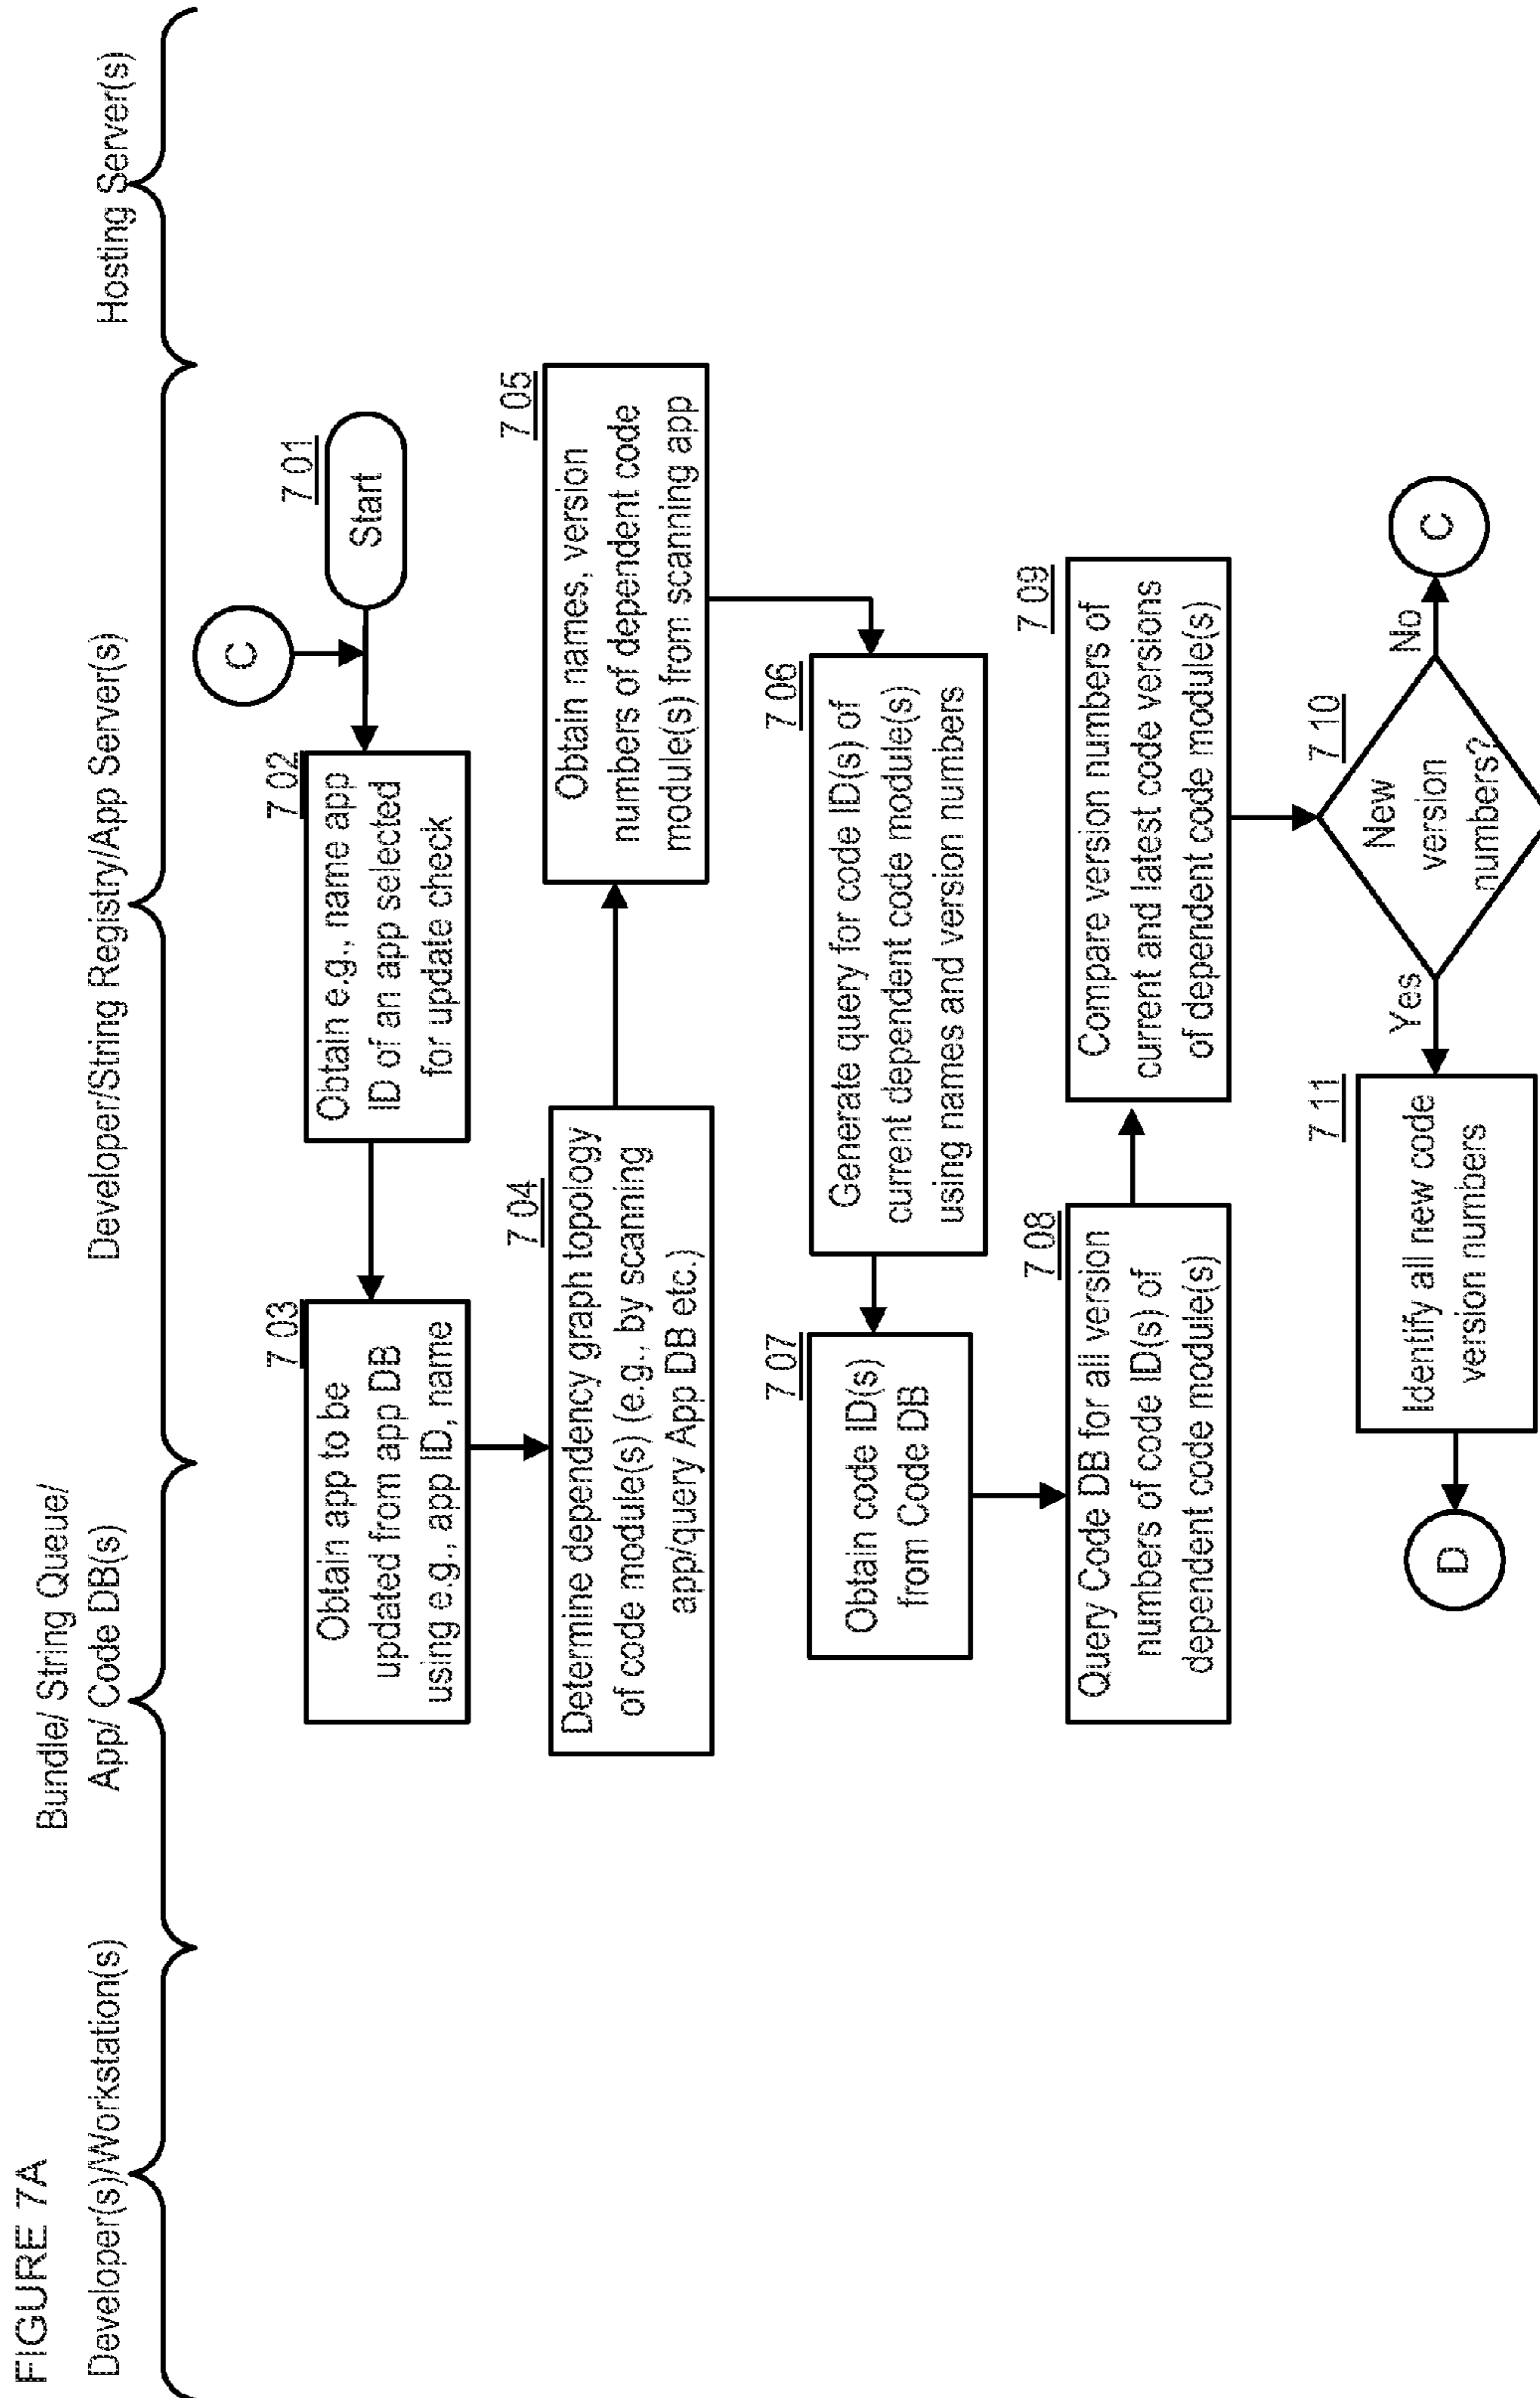 FIGURE 7A
Developer(s)/Workstation(s)
Bundle/ String Queue/
App/ Code DB(s)
Developer/String Registry/App Server(s)
Hosting Server(s)
C
7 01
Start
7 02
Obtain e.g., name app
ID of an app selected
for update check
7 03
Obtain app to be
updated from app DB
using e.g., app ID, name
7 04
Determine dependency graph topology
of code module(s) (e.g., by scanning
app/query App DB etc.)
7 05
Obtain names, version
numbers of dependent code
module(s) from scanning app
7 06
Generate query for code ID(s) of
current dependent code module(s)
using names and version numbers
7 07
Obtain code ID(s)
from Code DB
7 08
Query Code DB for all version
numbers of code ID(s) of
dependent code module(s)
7 09
Compare version numbers of
current and latest code versions
of dependent code module(s)
7 10
New
version
numbers?
No
C
Yes
7 11
Identify all new code
version numbers
D